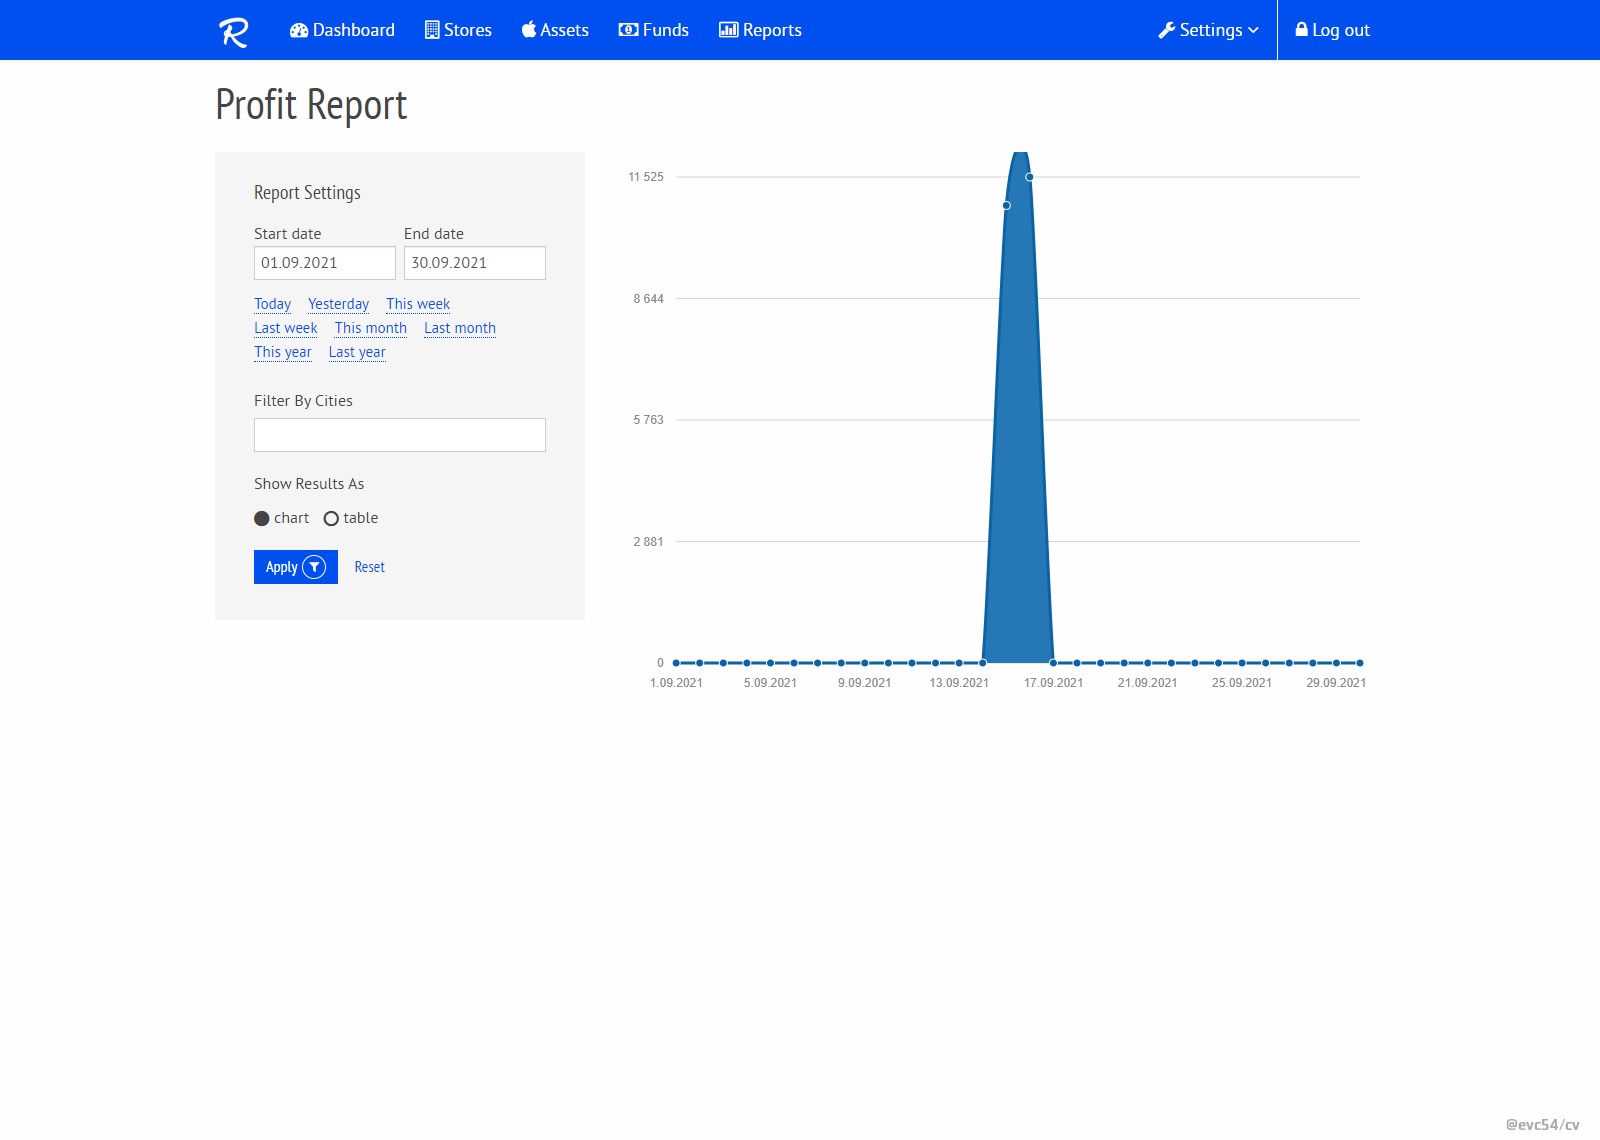 R Dashboard Stores Assets Funds Reports Settings Log out
Profit Report
Report Settings
Start date End date
01.09.2021 30.09.2021
Today Yesterday This week
Last week This month Last month
This year Last year
Filter By Cities
Show Results As
chart table
Apply Reset
11 525
8 644
5 763
2 881
0
1.09.2021 5.09.2021 9.09.2021 13.09.2021 17.09.2021 21.09.2021 25.09.2021 29.09.2021
@evc54/cv